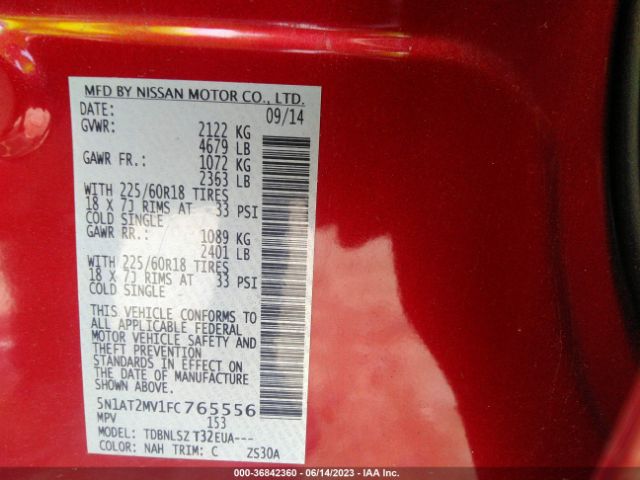 MFD BY NISSAN MOTOR CO., LTD.
DATE: 09/14
GVWR: 2122 KG
4679 LB
GAWR FR.: 1072 KG
2363 LB
WITH 225/60R18 TIRES
18 X 7J RIMS AT 33 PSI
COLD SINGLE
GAWR RR.: 1089 KG
2401 LB
WITH 225/60R18 TIRES
18 X 7J RIMS AT 33 PSI
COLD SINGLE
THIS VEHICLE CONFORMS TO
ALL APPLICABLE FEDERAL
MOTOR VEHICLE SAFETY AND
THEFT PREVENTION
STANDARDS IN EFFECT ON
THE DATE OF MANUFACTURE
SHOWN ABOVE.
5N1AT2MV1FC765556
MPV 153
MODEL: TDBNLSZ T32EUA---
COLOR: NAH TRIM: C ZS30A
000-36842360 - 06/14/2023 - IAA Inc.